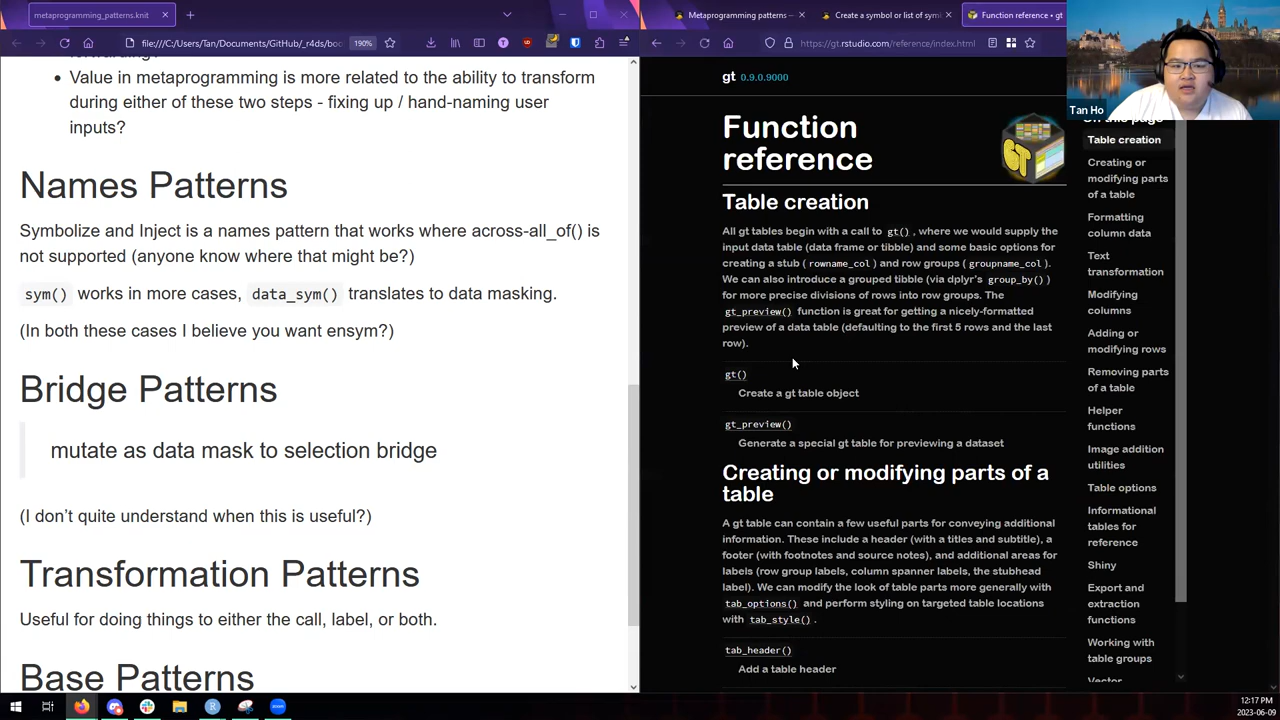 metaprogramming_patterns.knit
Metaprogramming patterns —
Create a symbol or list of symb
Function reference • gt
file:///C:/Users/Tan/Documents/GitHub/_r4ds/boo
190%
https://gt.rstudio.com/reference/index.html
forwarding?
Value in metaprogramming is more related to the ability to transform
during either of these two steps - fixing up / hand-naming user
inputs?
Names Patterns
Symbolize and Inject is a names pattern that works where across-all_of() is
not supported (anyone know where that might be?)
sym() works in more cases, data_sym() translates to data masking.
(In both these cases I believe you want ensym?)
Bridge Patterns
mutate as data mask to selection bridge
(I don’t quite understand when this is useful?)
Transformation Patterns
Useful for doing things to either the call, label, or both.
Base Patterns
gt 0.9.0.9000
Function
reference
GT
Table creation
All gt tables begin with a call to gt() , where we would supply the
input data table (data frame or tibble) and some basic options for
creating a stub ( rowname_col ) and row groups ( groupname_col ).
We can also introduce a grouped tibble (via dplyr's group_by() )
for more precise divisions of rows into row groups. The
gt_preview() function is great for getting a nicely-formatted
preview of a data table (defaulting to the first 5 rows and the last
row).
gt()
Create a gt table object
gt_preview()
Generate a special gt table for previewing a dataset
Creating or modifying parts of a
table
A gt table can contain a few useful parts for conveying additional
information. These include a header (with a titles and subtitle), a
footer (with footnotes and source notes), and additional areas for
labels (row group labels, column spanner labels, the stubhead
label). We can modify the look of table parts more generally with
tab_options() and perform styling on targeted table locations
with tab_style() .
tab_header()
Add a table header
Tan Ho
On this page
Table creation
Creating or
modifying parts
of a table
Formatting
column data
Text
transformation
Modifying
columns
Adding or
modifying rows
Removing parts
of a table
Helper
functions
Image addition
utilities
Table options
Informational
tables for
reference
Shiny
Export and
extraction
functions
Working with
table groups
Vector
12:17 PM
2023-06-09